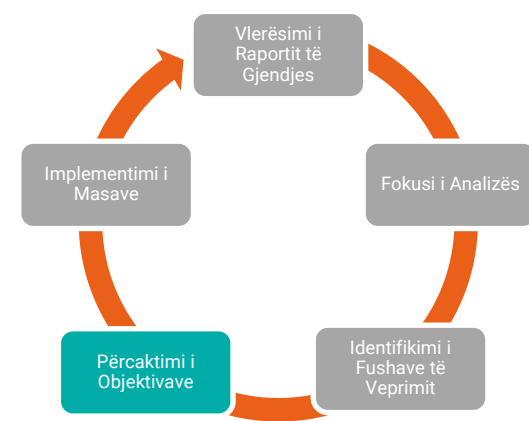 Vlerësimi i
Raportit të
Gjendjes
Fokusi i Analizës
Identifikimi i
Fushave të
Veprimit
Përcaktimi i
Objektivave
Implementimi i
Masave